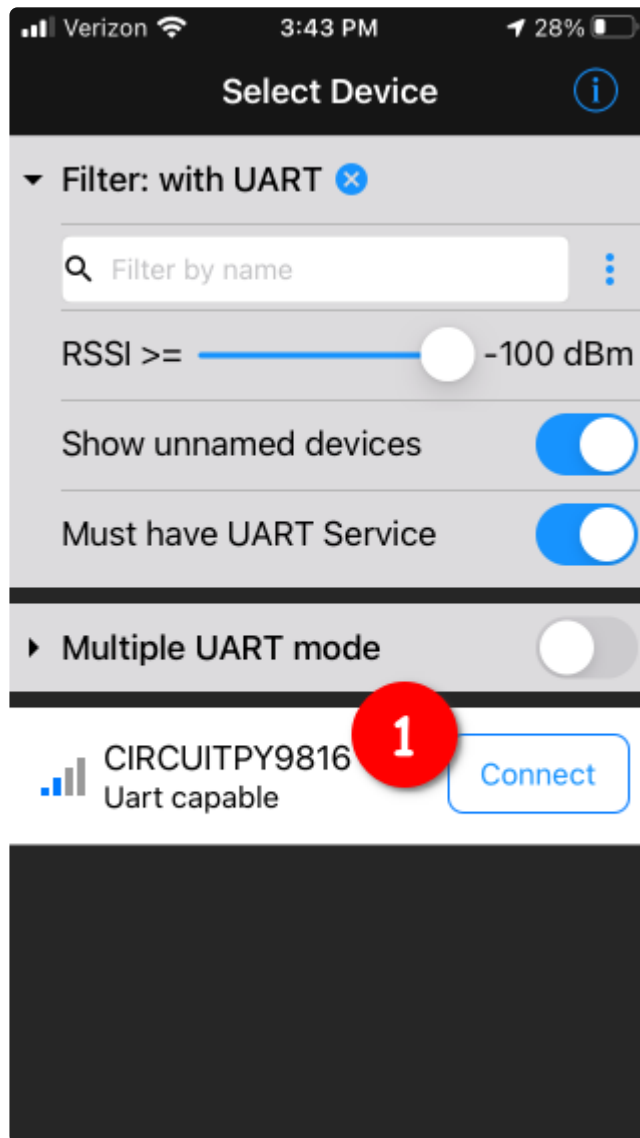 Verizon 3:43 PM 28%
Select Device
Filter: with UART
Filter by name
RSSI >= -100 dBm
Show unnamed devices
Must have UART Service
Multiple UART mode
1
CIRCUITPY9816 Connect
Uart capable